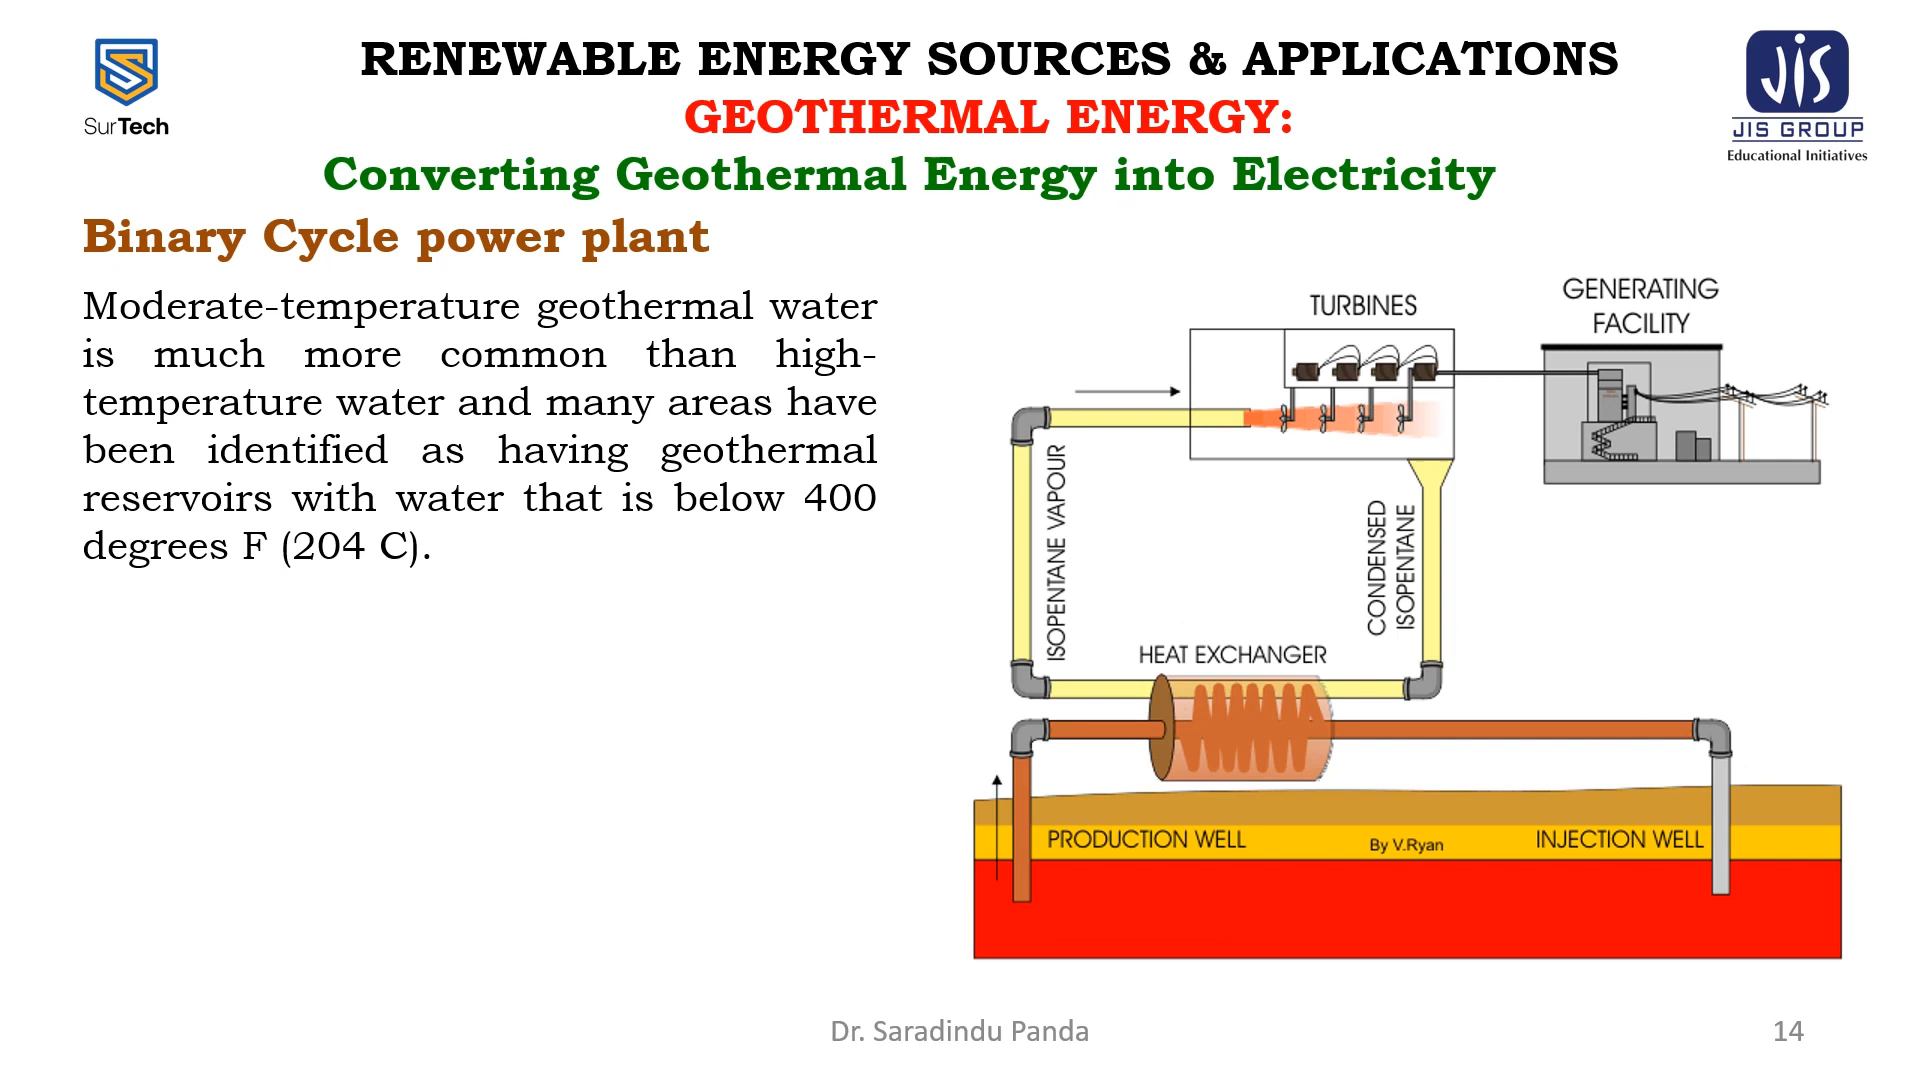 SurTech
RENEWABLE ENERGY SOURCES & APPLICATIONS
GEOTHERMAL ENERGY:
Converting Geothermal Energy into Electricity
JIS
JIS GROUP
Educational Initiatives
Binary Cycle power plant
Moderate-temperature geothermal water
is much more common than high-
temperature water and many areas have
been identified as having geothermal
reservoirs with water that is below 400
degrees F (204 C).
TURBINES
GENERATING
FACILITY
ISOPENTANE VAPOUR
CONDENSED
ISOPENTANE
HEAT EXCHANGER
PRODUCTION WELL
By V.Ryan
INJECTION WELL
Dr. Saradindu Panda
14